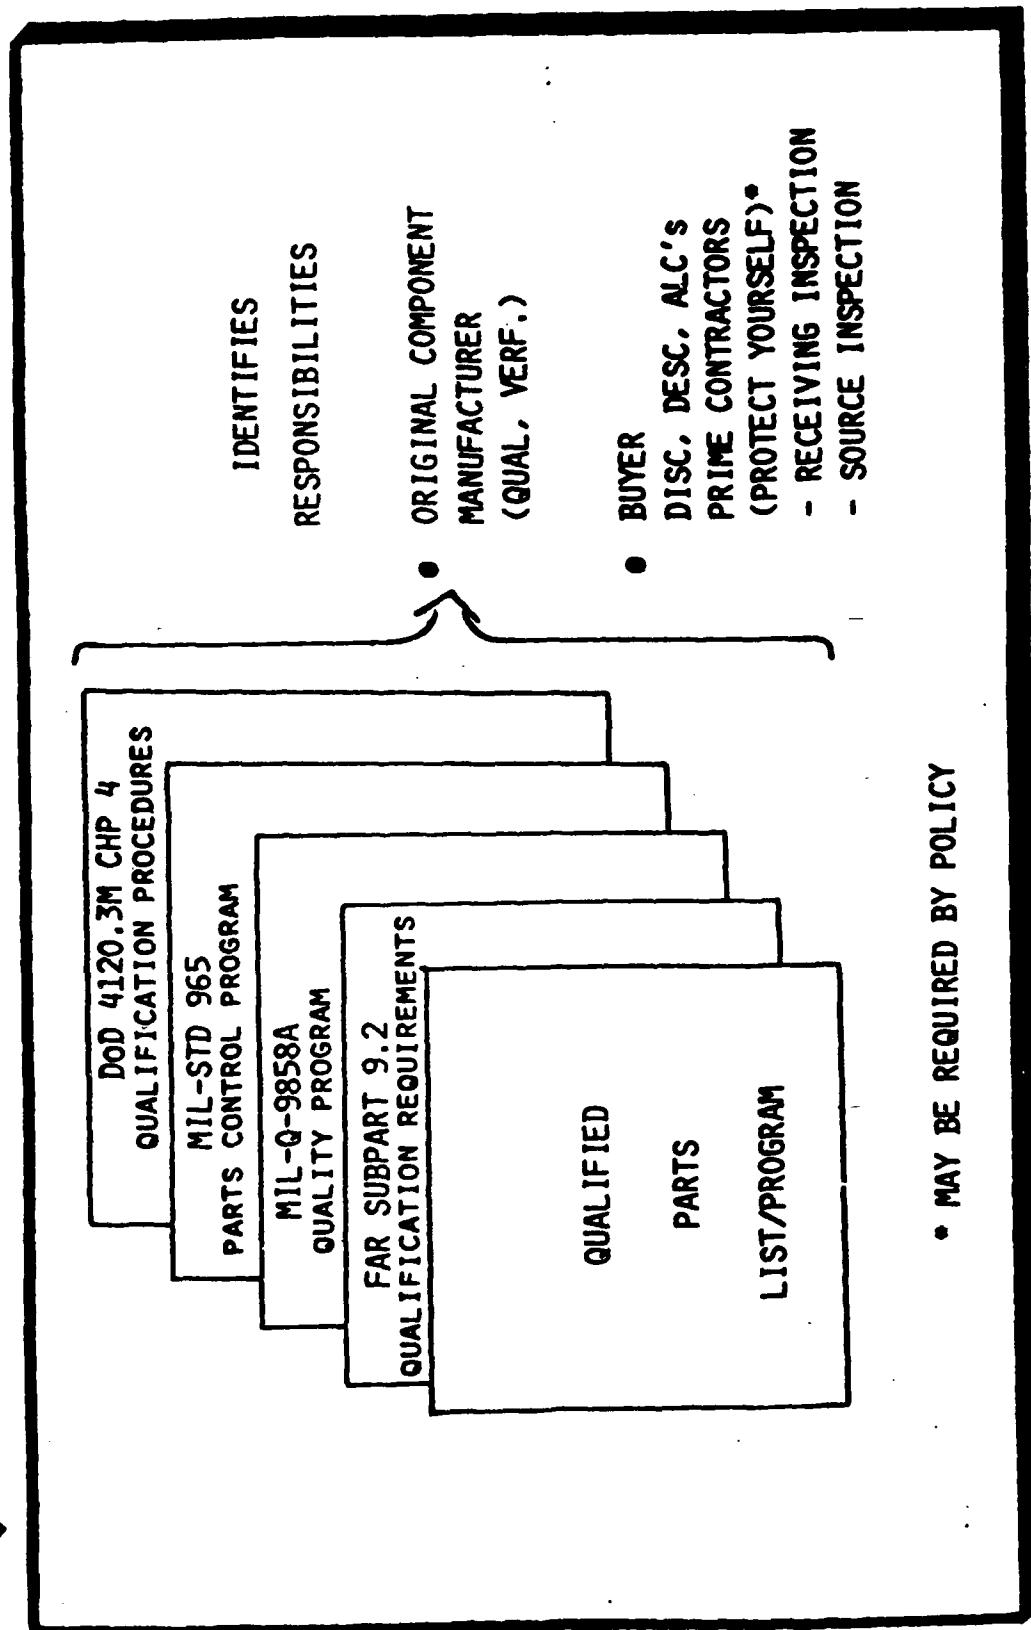 DoD 4120.3M CHP 4
QUALIFICATION PROCEDURES
MIL-STD 965
PARTS CONTROL PROGRAM
MIL-Q-9858A
QUALITY PROGRAM
FAR SUBPART 9.2
QUALIFICATION REQUIREMENTS
QUALIFIED
PARTS
LIST/PROGRAM
IDENTIFIES
RESPONSIBILITIES
● ORIGINAL COMPONENT
MANUFACTURER
(QUAL. VERF.)
● BUYER
DISC, DESC, ALC's
PRIME CONTRACTORS
(PROTECT YOURSELF)*
- RECEIVING INSPECTION
- SOURCE INSPECTION
* MAY BE REQUIRED BY POLICY